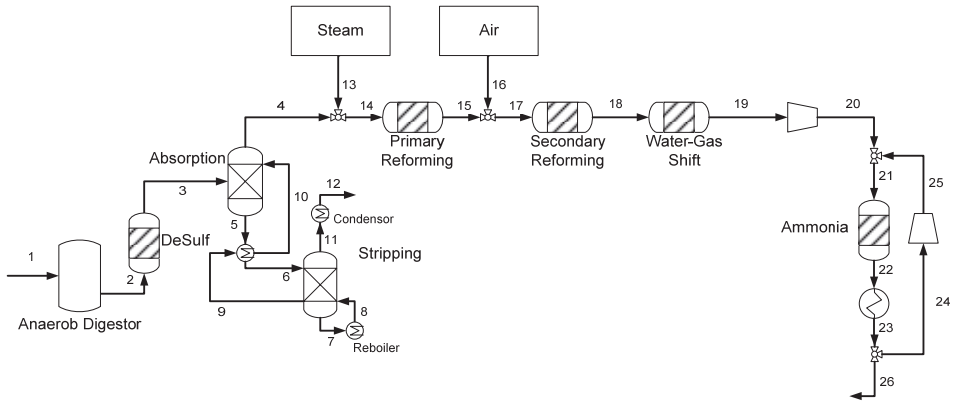 Steam
Air
13
16
4
14
15
17
18
19
20
Primary
Reforming
Secondary
Reforming
Water-Gas
Shift
Absorption
3
10
12
21
25
5
Condensor
DeSulf
11
Stripping
Ammonia
1
2
6
22
24
9
8
23
Anaerob Digestor
7
Reboiler
26